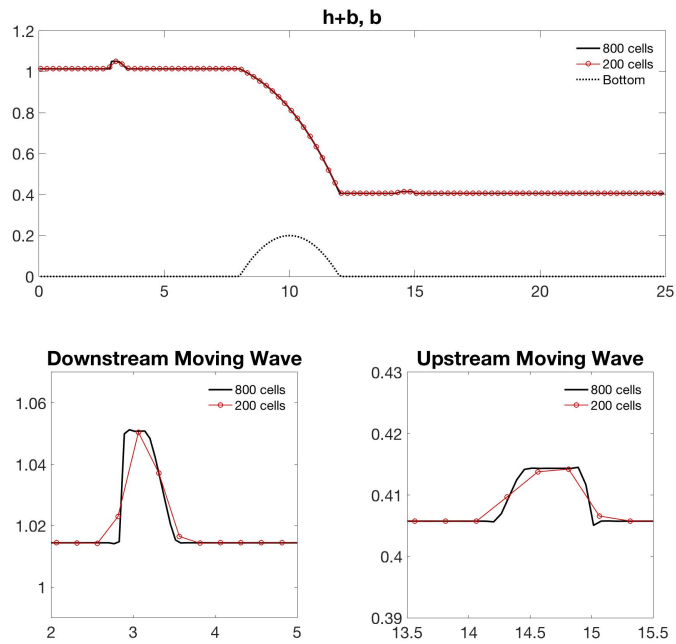 h+b, b
1.2
1
0.8
0.6
0.4
0.2
0
800 cells
200 cells
Bottom
0 5 10 15 20 25
Downstream Moving Wave
1.06
1.04
1.02
1
800 cells
200 cells
2 3 4 5
Upstream Moving Wave
0.43
0.42
0.41
0.4
0.39
800 cells
200 cells
13.5 14 14.5 15 15.5